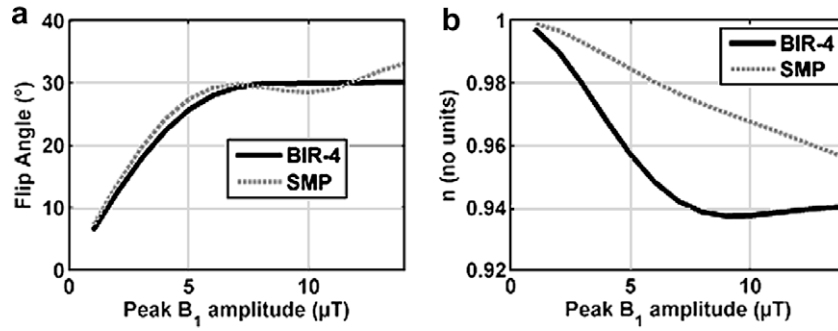 a
40
30
20
10
0
Flip Angle (°)
BIR-4
SMP
0
5
10
Peak B1 amplitude (µT)
b
1
0.98
0.96
0.94
0.92
n (no units)
BIR-4
SMP
0
5
10
Peak B1 amplitude (µT)